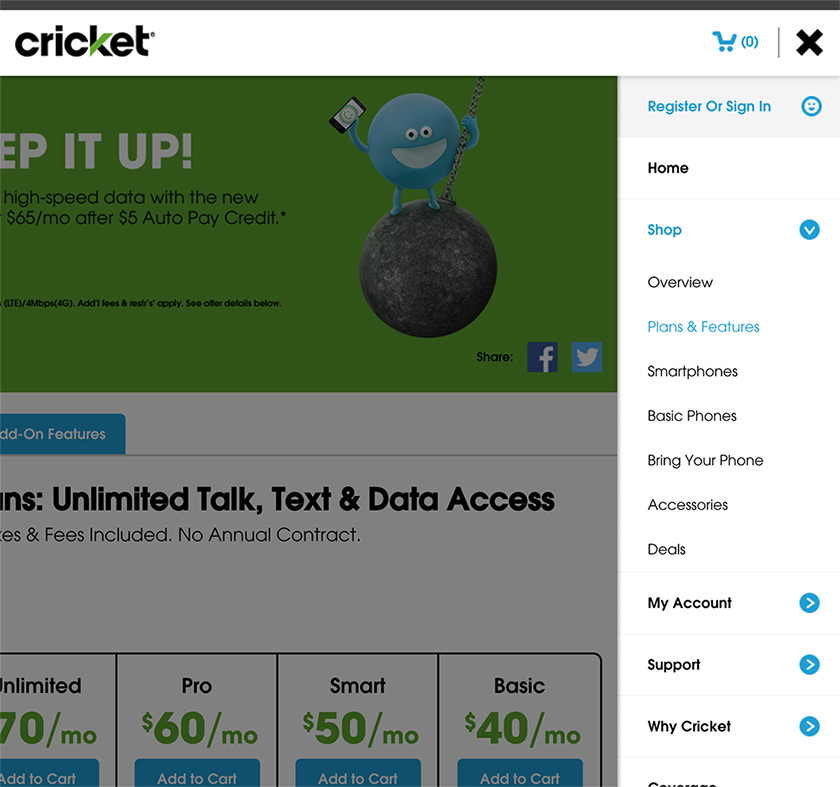 cricket
(0)
EP IT UP!
high-speed data with the new
$65/mo after $5 Auto Pay Credit.*
(LTE)/4Mbps(4G). Add'l fees & restr's' apply. See offer details below.
Share:
dd-On Features
ns: Unlimited Talk, Text & Data Access
es & Fees Included. No Annual Contract.
Unlimited
70/mo
Add to Cart
Pro
$60/mo
Add to Cart
Smart
$50/mo
Add to Cart
Basic
$40/mo
Add to Cart
Register Or Sign In
Home
Shop
Overview
Plans & Features
Smartphones
Basic Phones
Bring Your Phone
Accessories
Deals
My Account
Support
Why Cricket
Coverage